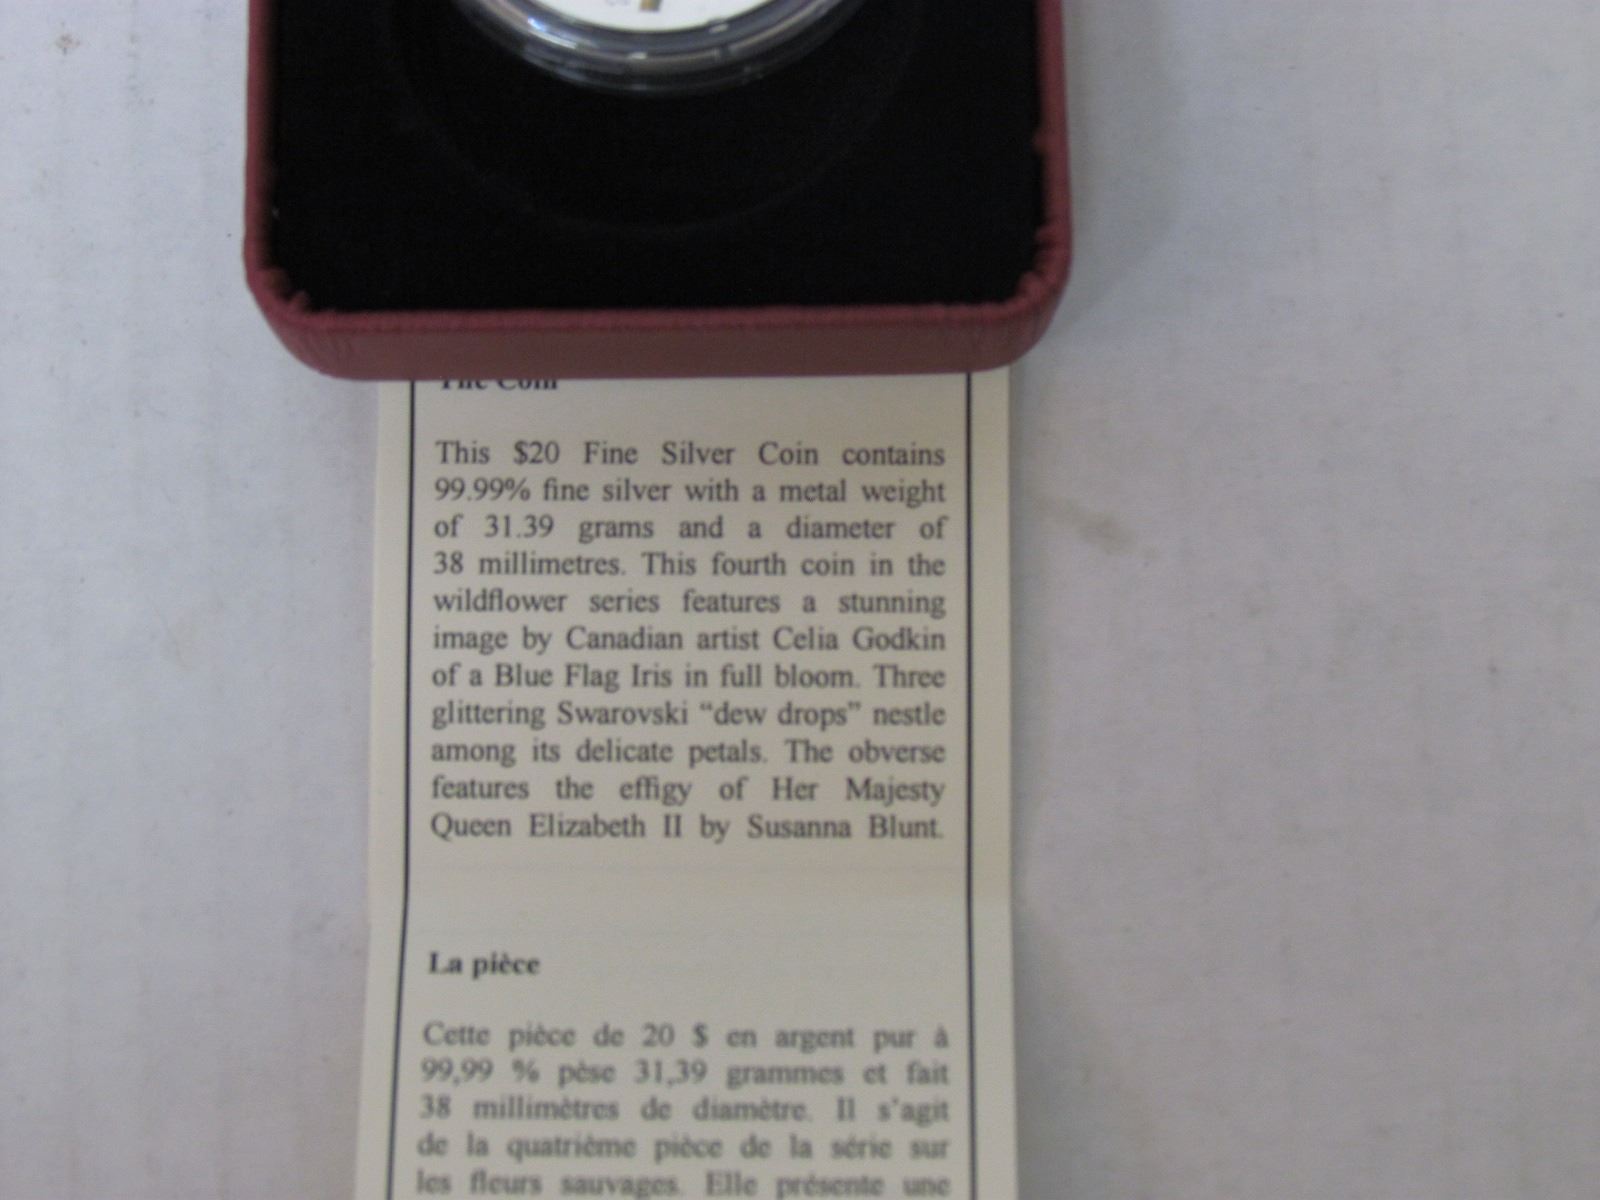 The Coin
This $20 Fine Silver Coin contains
99.99% fine silver with a metal weight
of 31.39 grams and a diameter of
38 millimetres. This fourth coin in the
wildflower series features a stunning
image by Canadian artist Celia Godkin
of a Blue Flag Iris in full bloom. Three
glittering Swarovski “dew drops” nestle
among its delicate petals. The obverse
features the effigy of Her Majesty
Queen Elizabeth II by Susanna Blunt.
La pièce
Cette pièce de 20 $ en argent pur à
99,99 % pèse 31,39 grammes et fait
38 millimètres de diamètre. Il s’agit
de la quatrième pièce de la série sur
les fleurs sauvages. Elle présente une